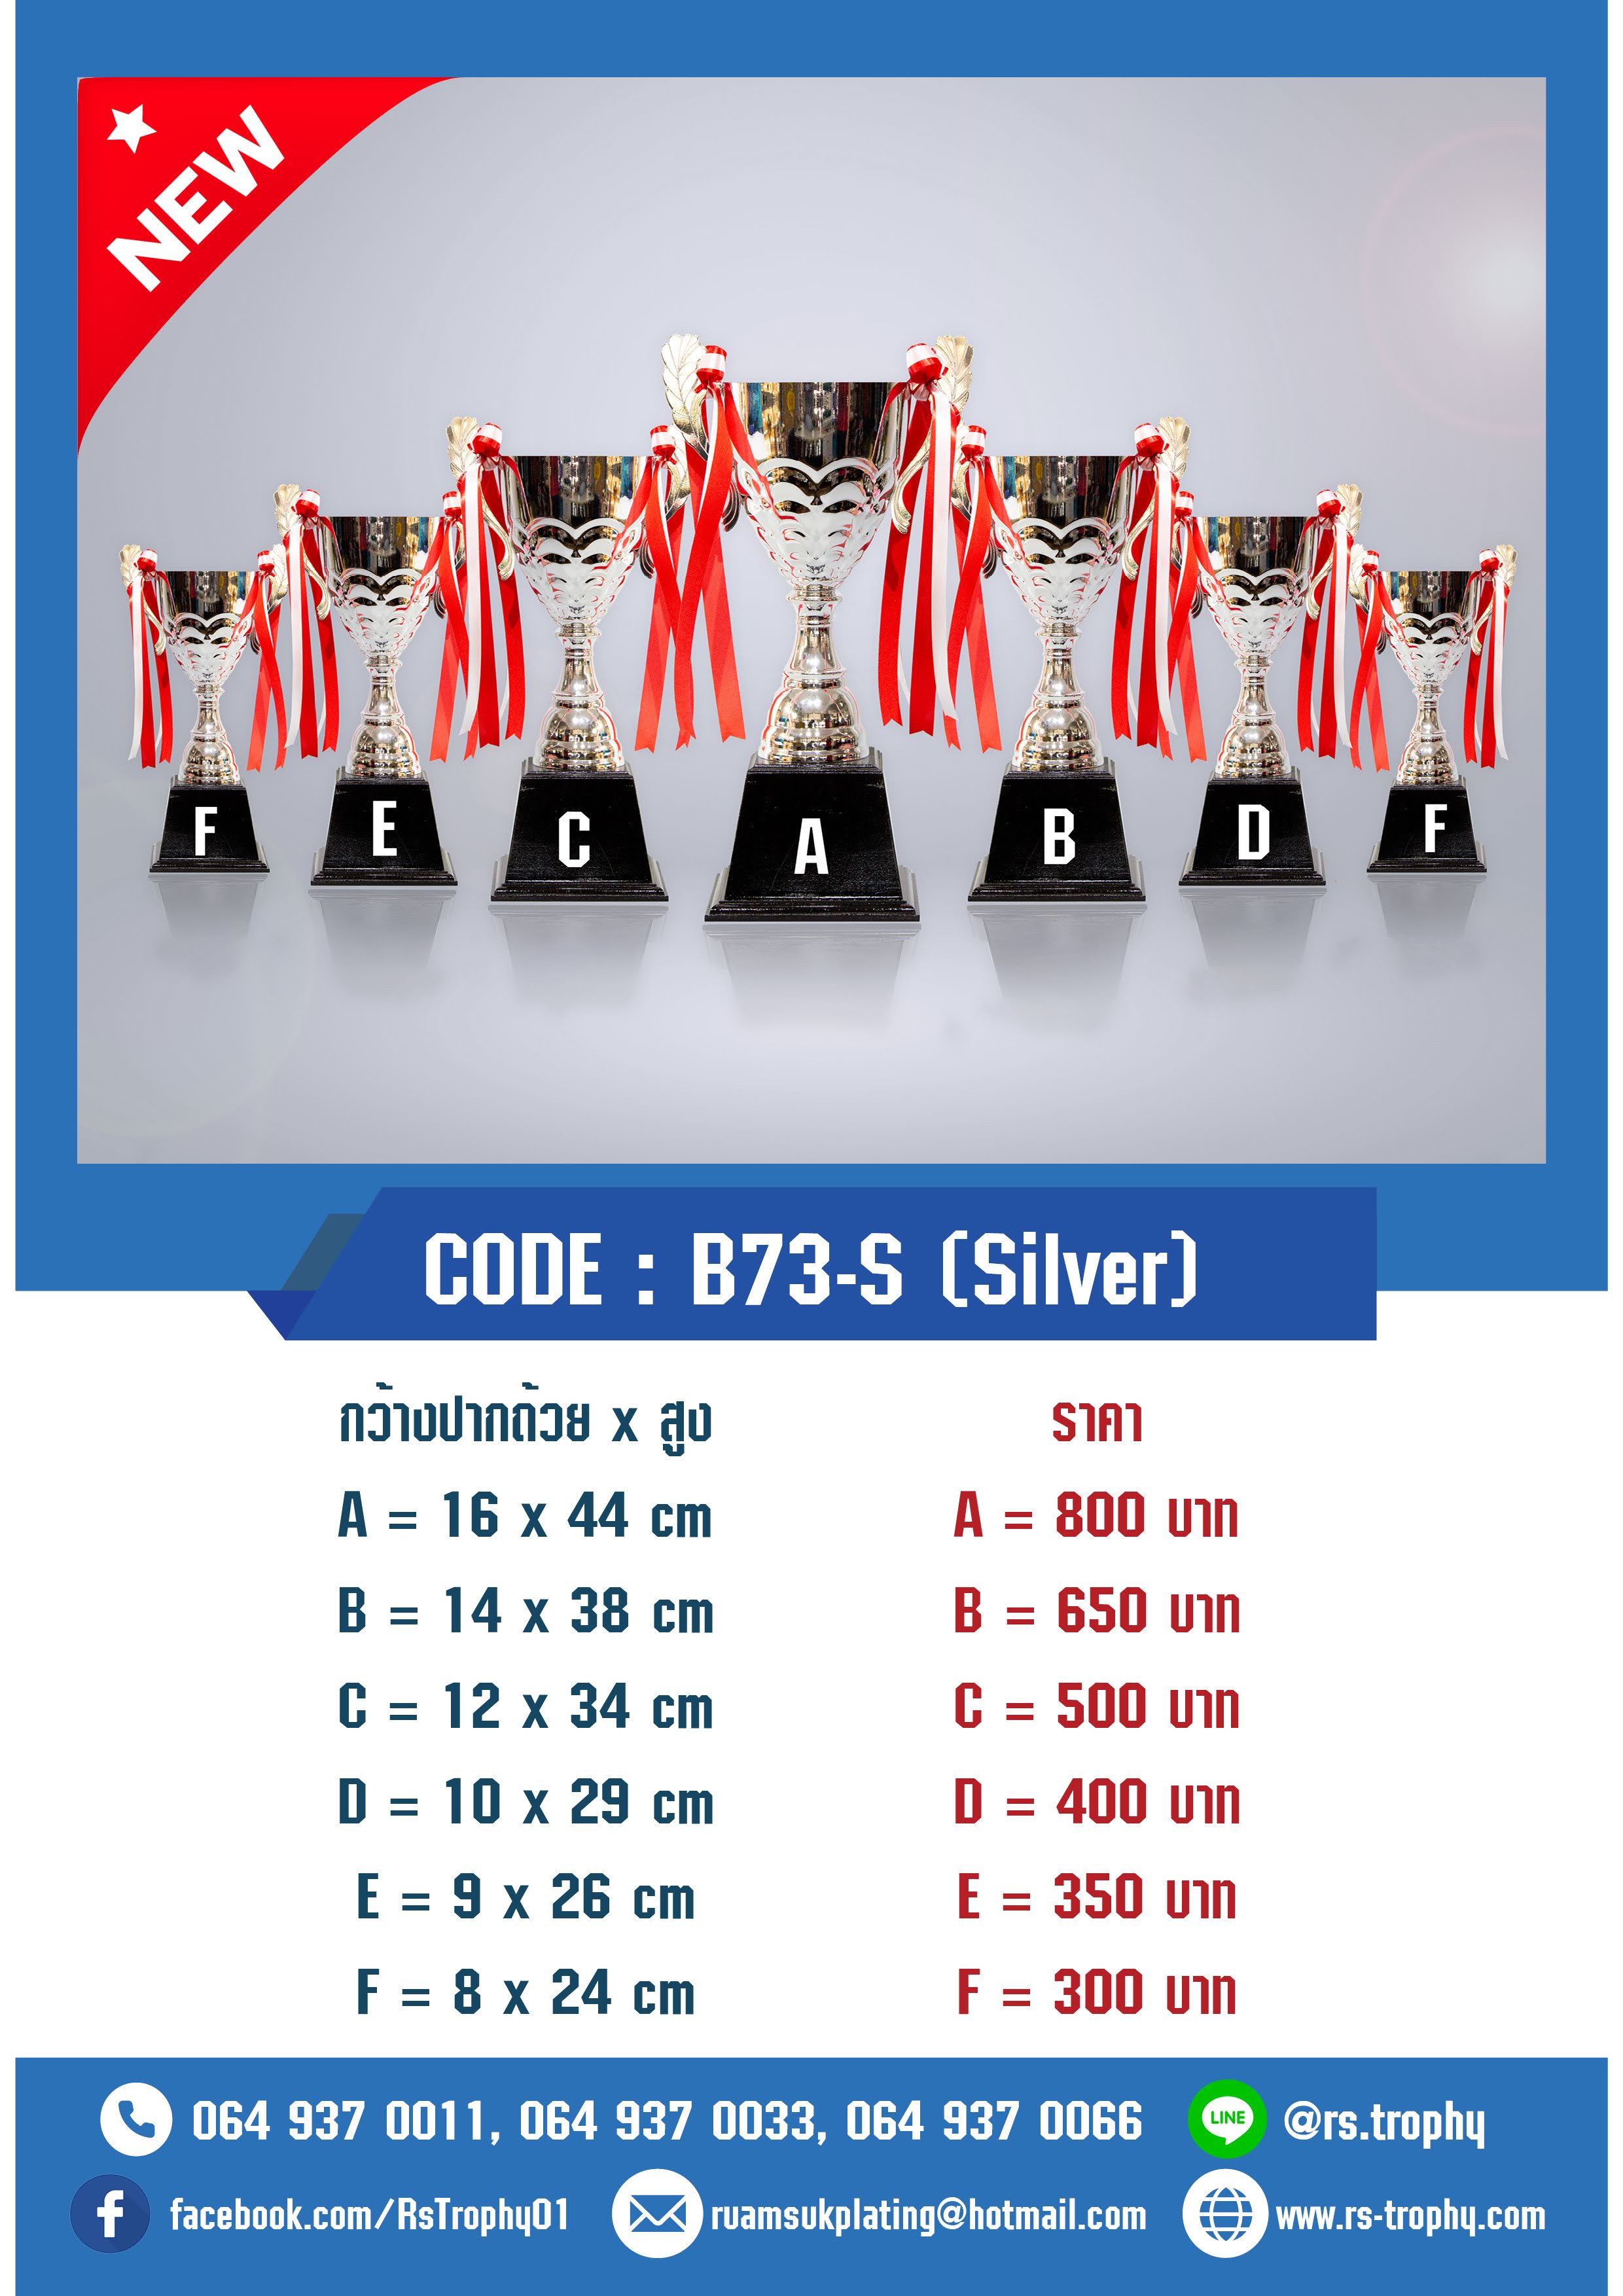 NEW
F E C A B D F
CODE : B73-S (Silver)
กว้างปากถ้วย x สูง ราคา
A = 16 x 44 cm A = 800 บาท
B = 14 x 38 cm B = 650 บาท
C = 12 x 34 cm C = 500 บาท
D = 10 x 29 cm D = 400 บาท
E = 9 x 26 cm E = 350 บาท
F = 8 x 24 cm F = 300 บาท
064 937 0011, 064 937 0033, 064 937 0066 LINE @rs.trophy
facebook.com/RsTrophy01 ruamsukplating@hotmail.com www.rs-trophy.com